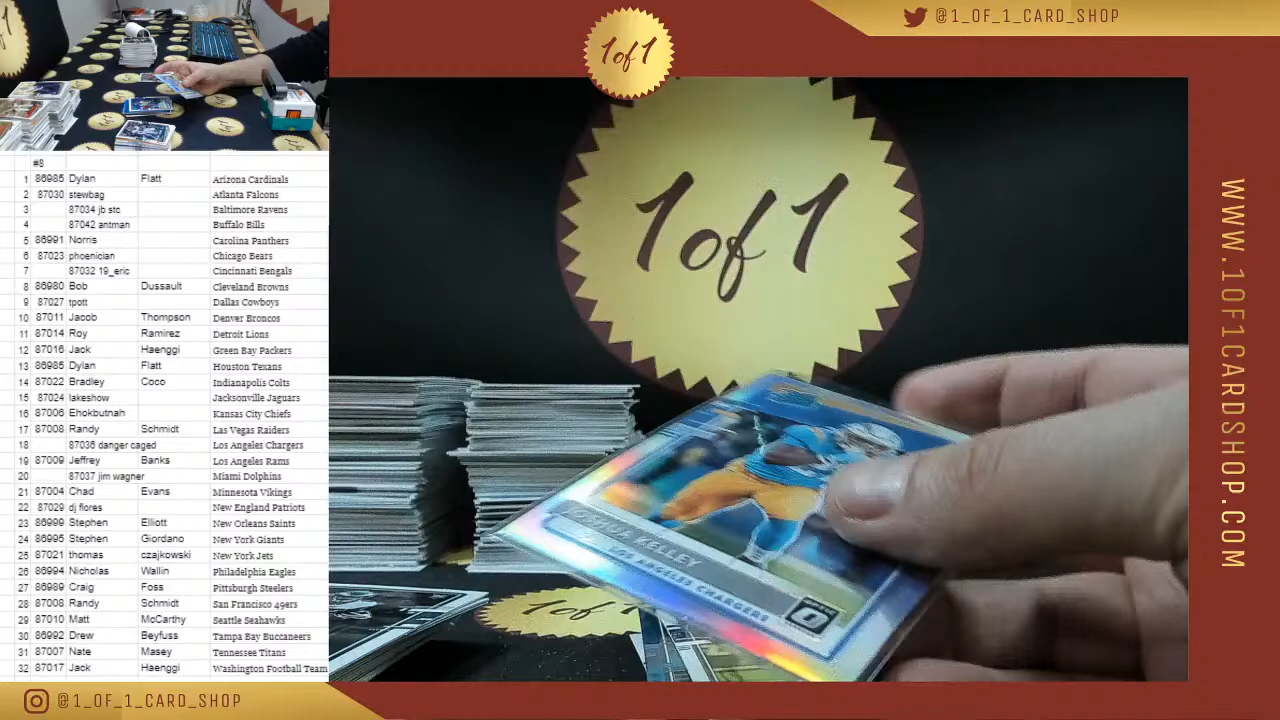 @1_OF_1_CARD_SHOP
1 of 1
#8
1 86985 Dylan Flatt Arizona Cardinals
2 87030 stewbag Atlanta Falcons
3 87034 jb stc Baltimore Ravens
4 87042 antman Buffalo Bills
5 86991 Norris Carolina Panthers
6 87023 phoenician Chicago Bears
7 87032 19_eric Cincinnati Bengals
8 86980 Bob Dussault Cleveland Browns
9 87027 tpott Dallas Cowboys
10 87011 Jacob Thompson Denver Broncos
11 87014 Roy Ramirez Detroit Lions
12 87016 Jack Haenggi Green Bay Packers
13 86985 Dylan Flatt Houston Texans
14 87022 Bradley Coco Indianapolis Colts
15 87024 lakeshow Jacksonville Jaguars
16 87006 Ehokbutnah Kansas City Chiefs
17 87008 Randy Schmidt Las Vegas Raiders
18 87036 danger caged Los Angeles Chargers
19 87009 Jeffrey Banks Los Angeles Rams
20 87037 jim wagner Miami Dolphins
21 87004 Chad Evans Minnesota Vikings
22 87029 dj flores New England Patriots
23 86999 Stephen Elliott New Orleans Saints
24 86995 Stephen Giordano New York Giants
25 87021 thomas czajkowski New York Jets
26 86994 Nicholas Wallin Philadelphia Eagles
27 86989 Craig Foss Pittsburgh Steelers
28 87008 Randy Schmidt San Francisco 49ers
29 87010 Matt McCarthy Seattle Seahawks
30 86992 Drew Beyfuss Tampa Bay Buccaneers
31 87007 Nate Masey Tennessee Titans
32 87017 Jack Haenggi Washington Football Team
1 of 1
KELLEY
ANGELES CHARGERS
1 of
WWW.1OF1CARDSHOP.COM
@1_OF_1_CARD_SHOP